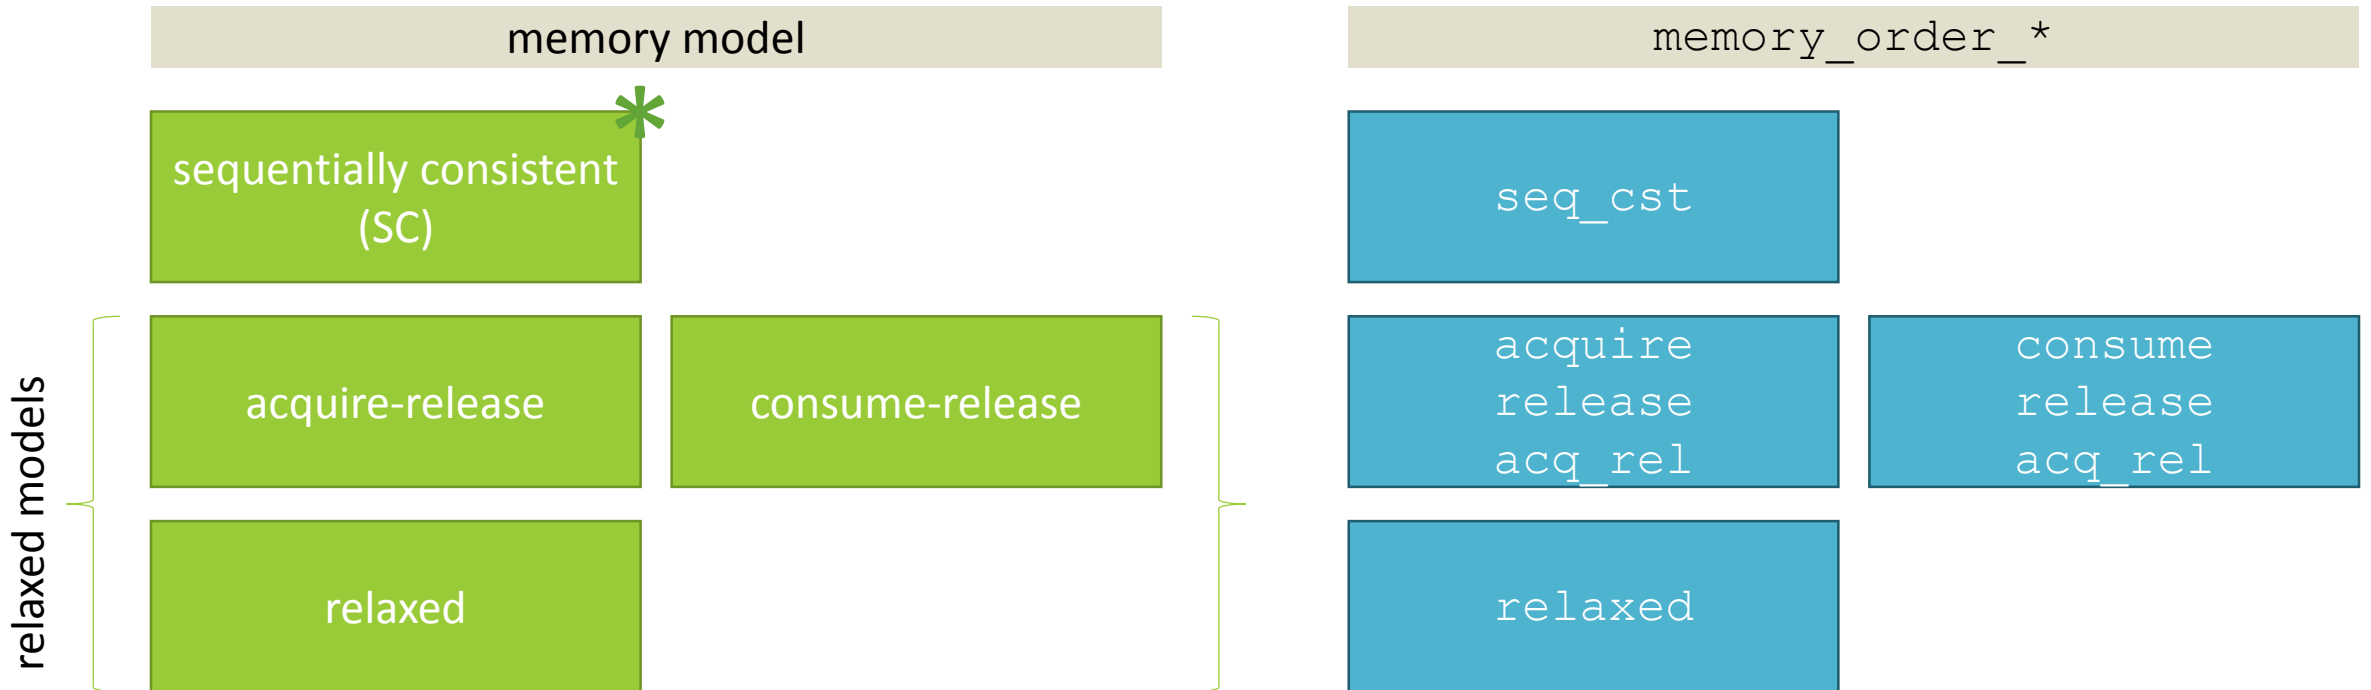 memory model
memory_order_*
*
sequentially consistent
(SC)
seq_cst
relaxed models
acquire-release
consume-release
acquire
release
acq_rel
consume
release
acq_rel
relaxed
relaxed